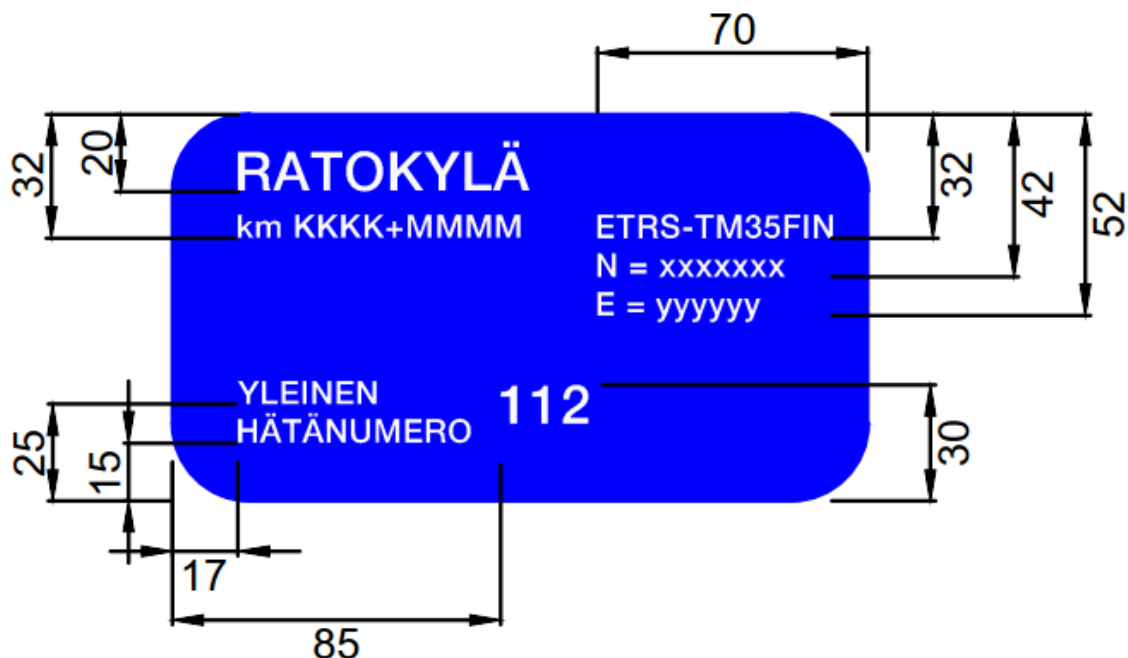 70
32
20
RATOKYLÄ
km KKKK+MMMM
ETRS-TM35FIN
N = xxxxxxx
E = yyyyyy
32
42
52
YLEINEN
HÄTÄNUMERO
112
25
15
30
17
85